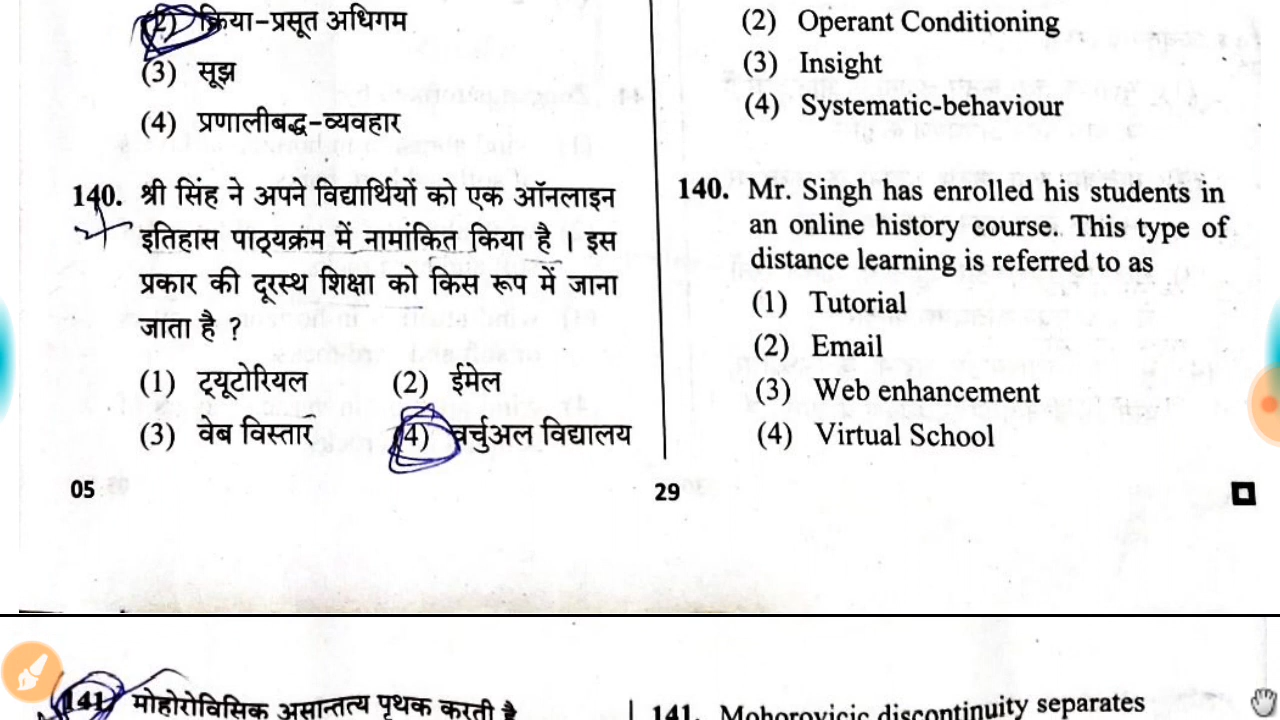 (2) क्रिया-प्रसूत अधिगम
(3) सूझ
(4) प्रणालीबद्ध-व्यवहार
140. श्री सिंह ने अपने विद्यार्थियों को एक ऑनलाइन
इतिहास पाठ्यक्रम में नामांकित किया है । इस
प्रकार की दूरस्थ शिक्षा को किस रूप में जाना
जाता है ?
(1) ट्यूटोरियल (2) ईमेल
(3) वेब विस्तार (4) वर्चुअल विद्यालय
05
(2) Operant Conditioning
(3) Insight
(4) Systematic-behaviour
140. Mr. Singh has enrolled his students in
an online history course. This type of
distance learning is referred to as
(1) Tutorial
(2) Email
(3) Web enhancement
(4) Virtual School
29
141. मोहोरोविसिक असान्तत्य पृथक करती है
141. Mohorovicic discontinuity separates